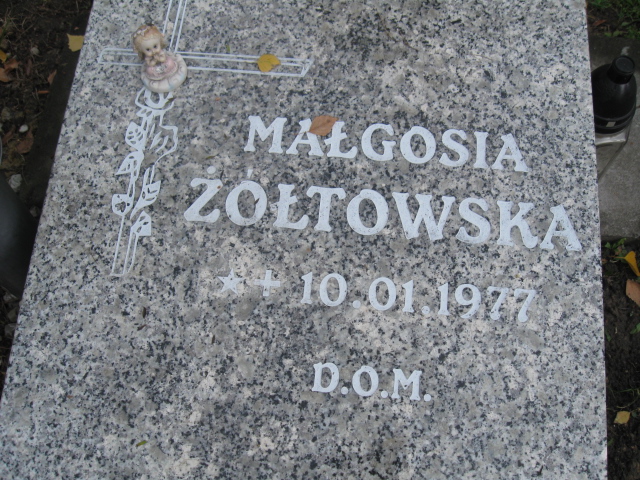 MAŁGOSIA
ŻÓŁTOWSKA
★ + 10.01.1977
D.O.M.